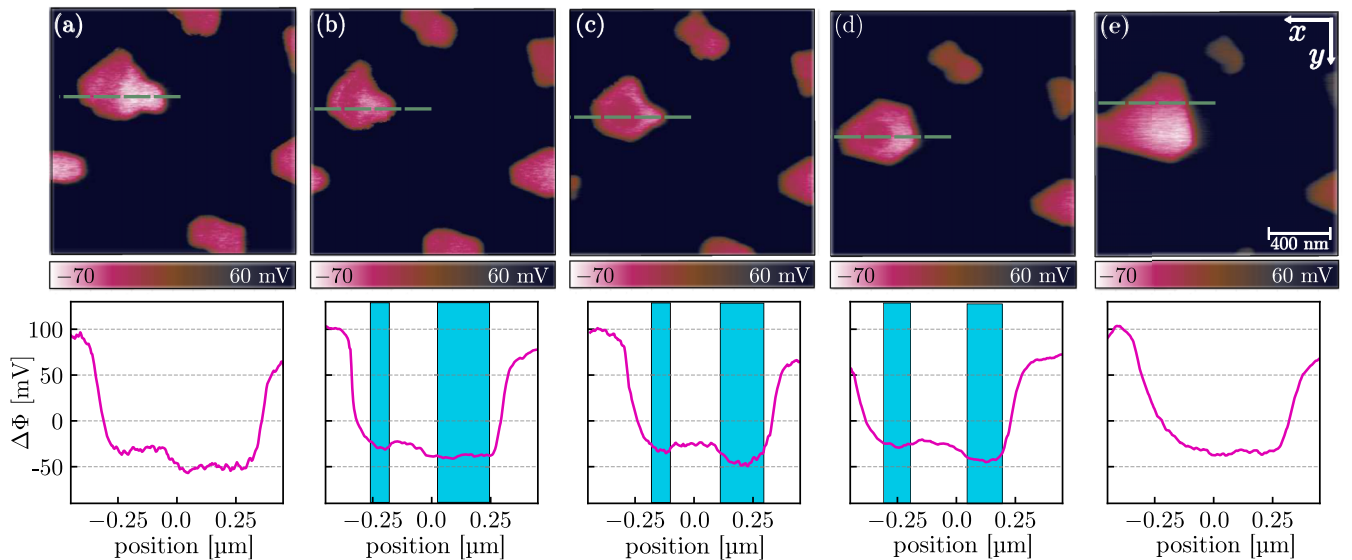 (a) (b) (c) (d) (e)
x
y
400 nm
−70 60 mV −70 60 mV −70 60 mV −70 60 mV −70 60 mV
100
50
0
-50
ΔΦ [mV]
−0.25 0.0 0.25 −0.25 0.0 0.25 −0.25 0.0 0.25 −0.25 0.0 0.25 −0.25 0.0 0.25
position [µm] position [µm] position [µm] position [µm] position [µm]